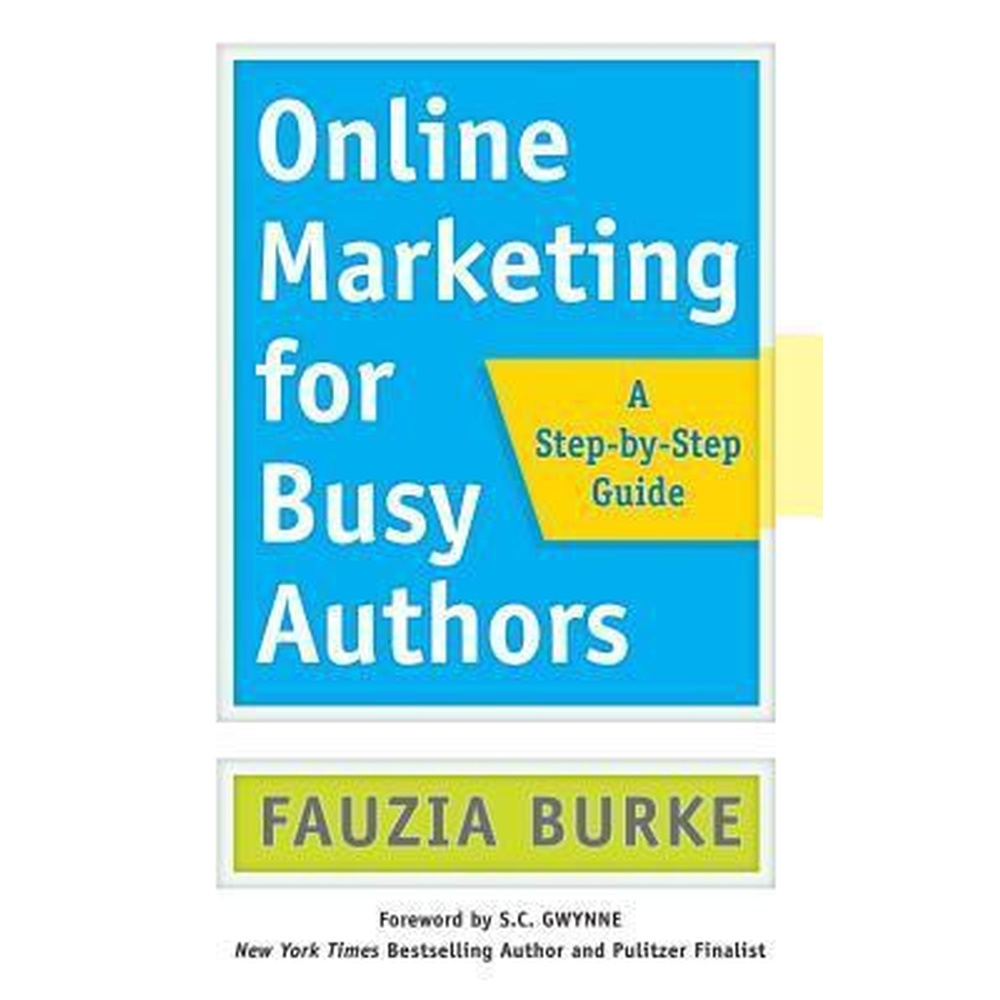 Online
Marketing
for
Busy
Authors
A
Step-by-Step
Guide
FAUZIA BURKE
Foreword by S.C. GWYNNE
New York Times Bestselling Author and Pulitzer Finalist